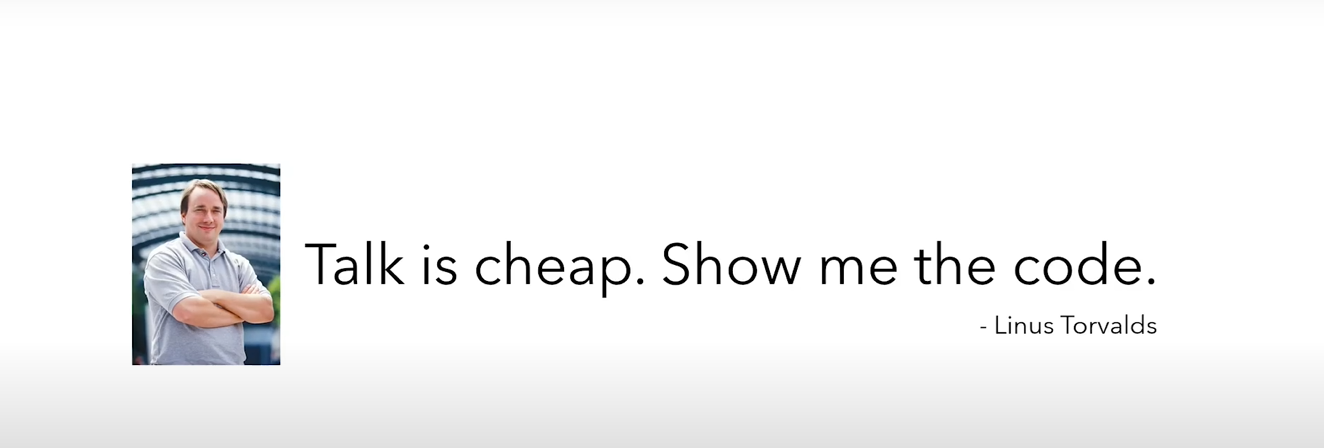 Talk is cheap. Show me the code.
- Linus Torvalds